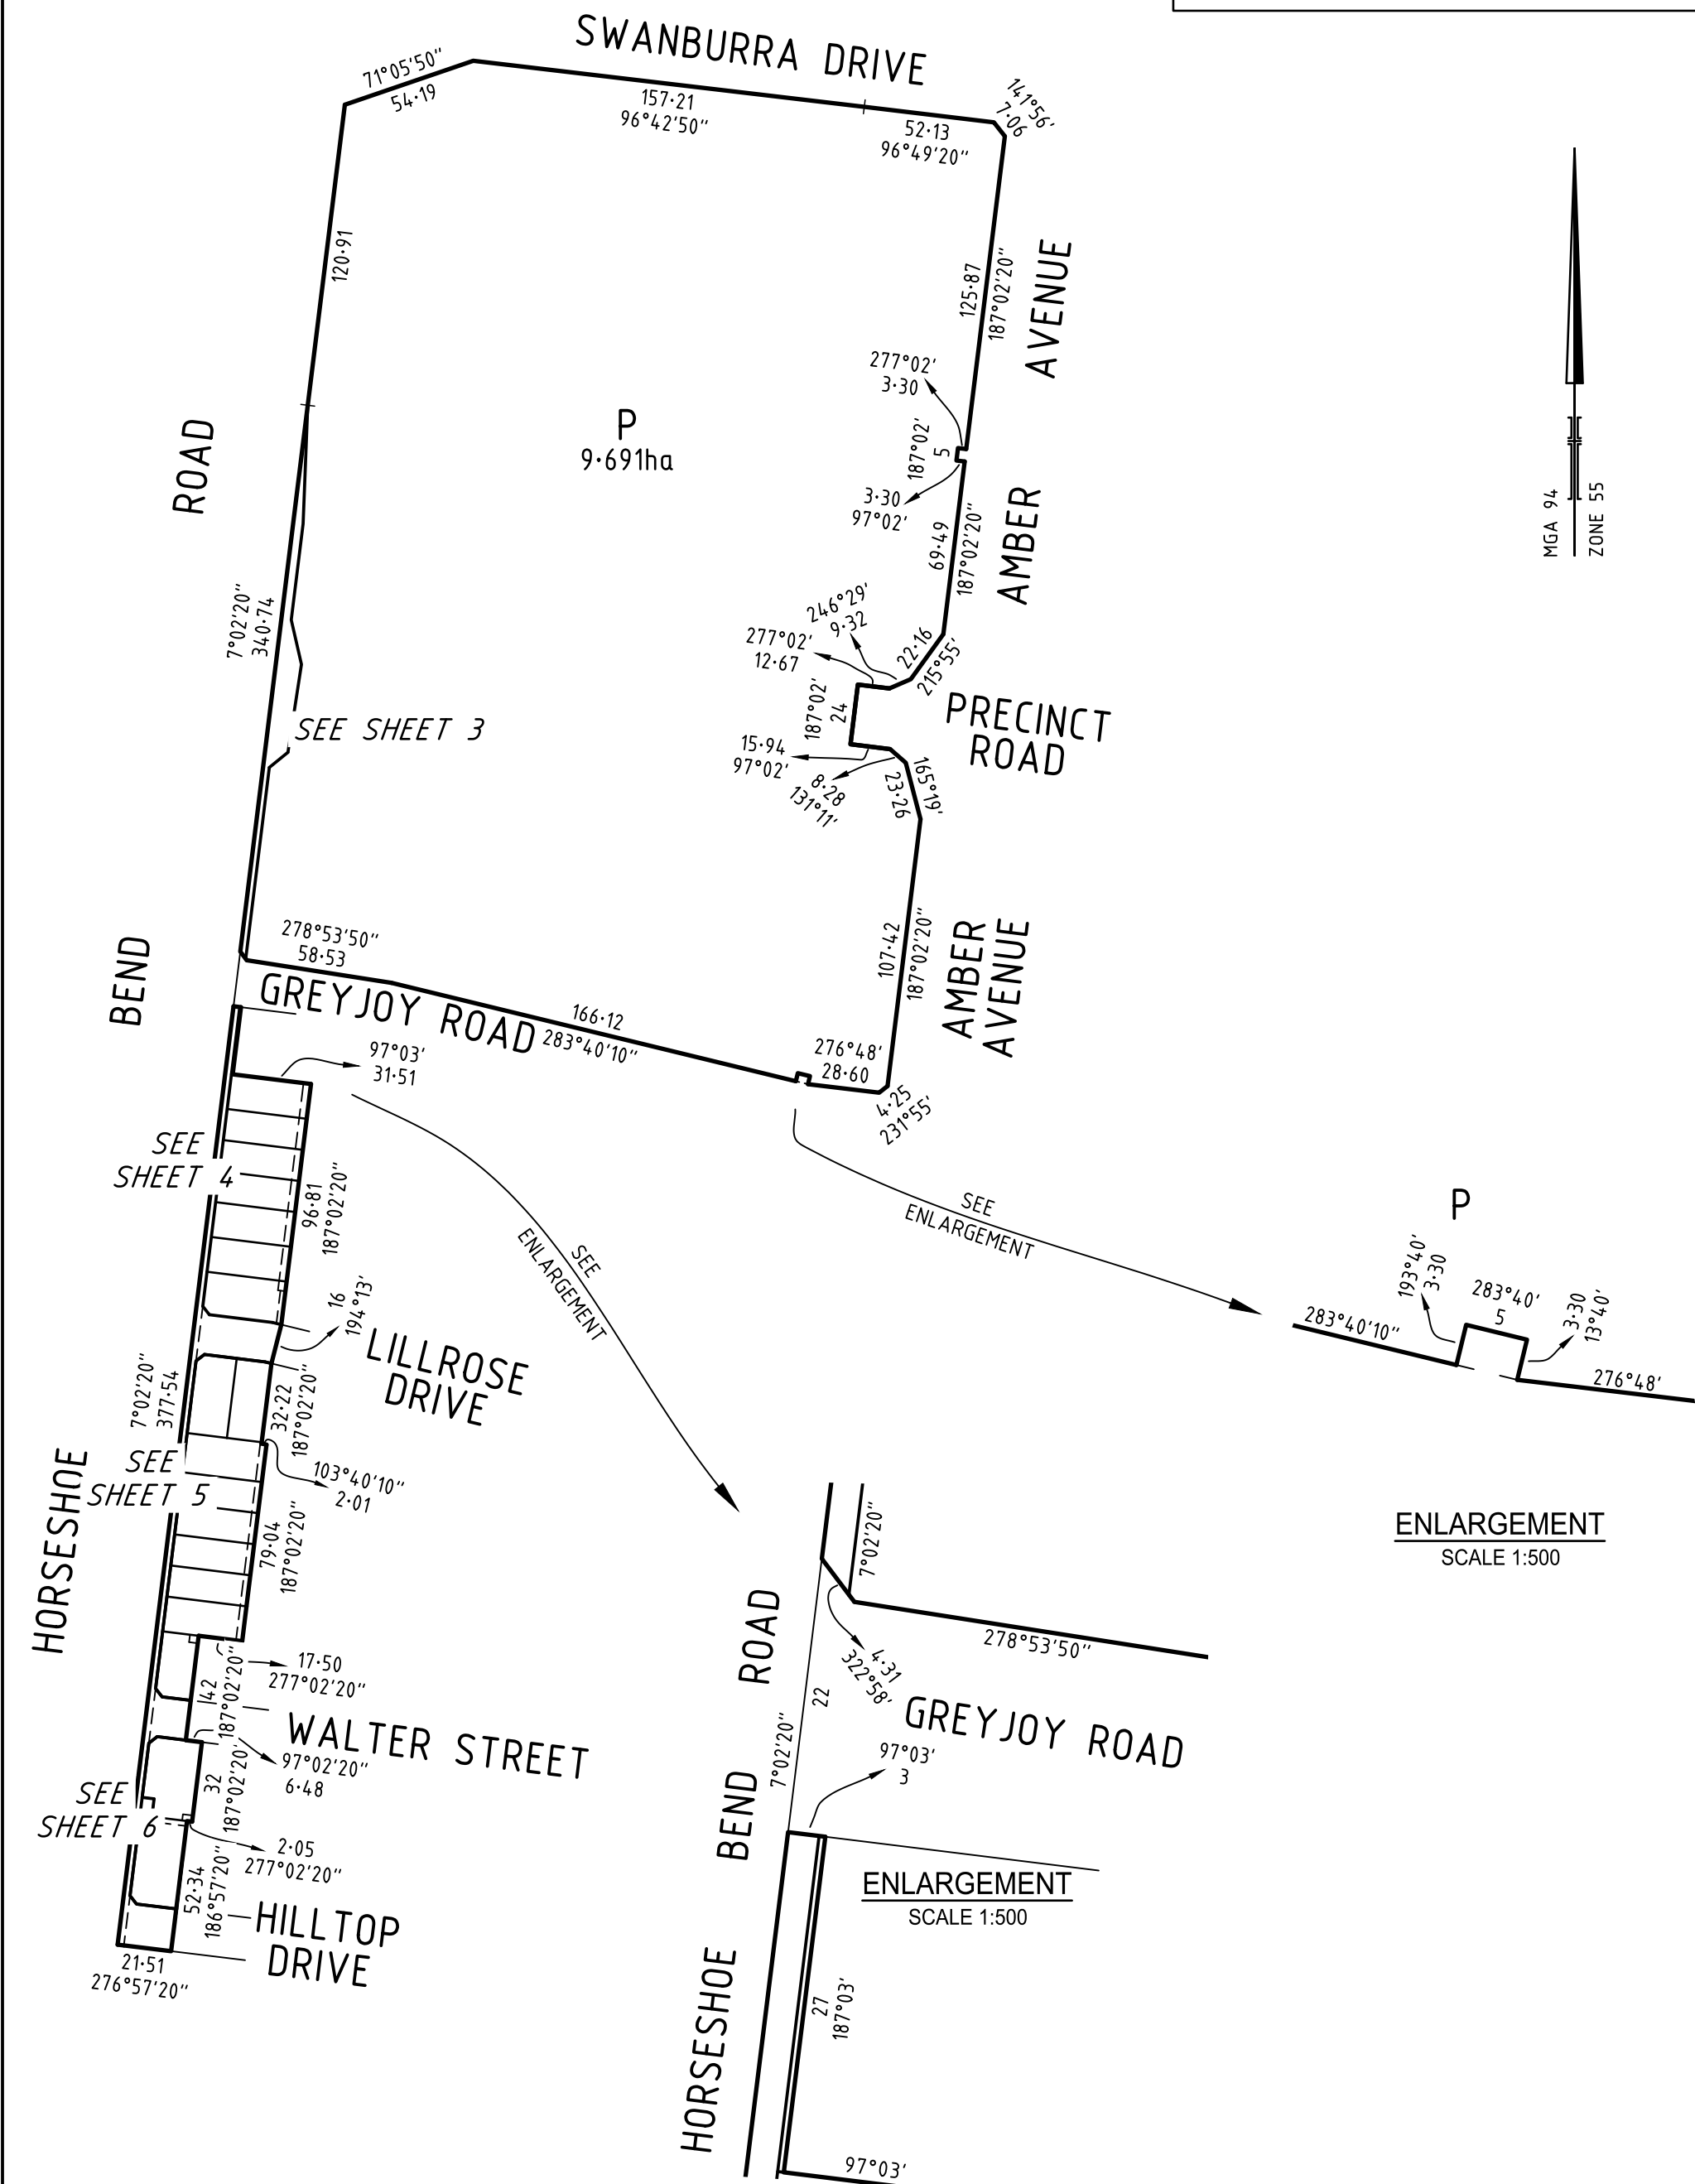 SWANBURRA DRIVE
71°05'50"
54·19
157·21
96°42'50"
52·13
96°49'20"
141°56'
7·06
120·91
125·87
187°02'20"
AVENUE
277°02'
3·30
187°02'
5
3·30
97°02'
P
9·691ha
ROAD
MGA 94
ZONE 55
69·49
187°02'20"
AMBER
246°29'
9·32
277°02'
12·67
22·16
215°55'
7°02'20"
340·74
187°02'
24
PRECINCT
ROAD
SEE SHEET 3
15·94
97°02'
8·28
131°11'
165°19'
23·26
278°53'50"
58·53
107·42
187°02'20"
AMBER
AVENUE
BEND
GREYJOY ROAD
166·12
283°40'10"
276°48'
28·60
4·25
231°55'
97°03'
31·51
SEE
SHEET 4
96·81
187°02'20"
SEE
ENLARGEMENT
SEE
ENLARGEMENT
P
193°40'
3·30
283°40'
5
3·30
13°40'
283°40'10"
276°48'
16
194°13'
LILLROSE
DRIVE
7°02'20"
377·54
32·22
187°02'20"
SEE
SHEET 5
103°40'10"
2·01
HORSESHOE
79·04
187°02'20"
ENLARGEMENT
SCALE 1:500
7°02'20"
ROAD
278°53'50"
4·31
322°58'
17·50
277°02'20"
42
187°02'20"
22
GREYJOY ROAD
WALTER STREET
7°02'20"
97°03'
3
97°02'20"
6·48
32
187°02'20"
SEE
SHEET 6
BEND
2·05
277°02'20"
ENLARGEMENT
SCALE 1:500
52·34
186°57'20"
HILLTOP
DRIVE
21·51
276°57'20"
HORSESHOE
27
187°03'
97°03'